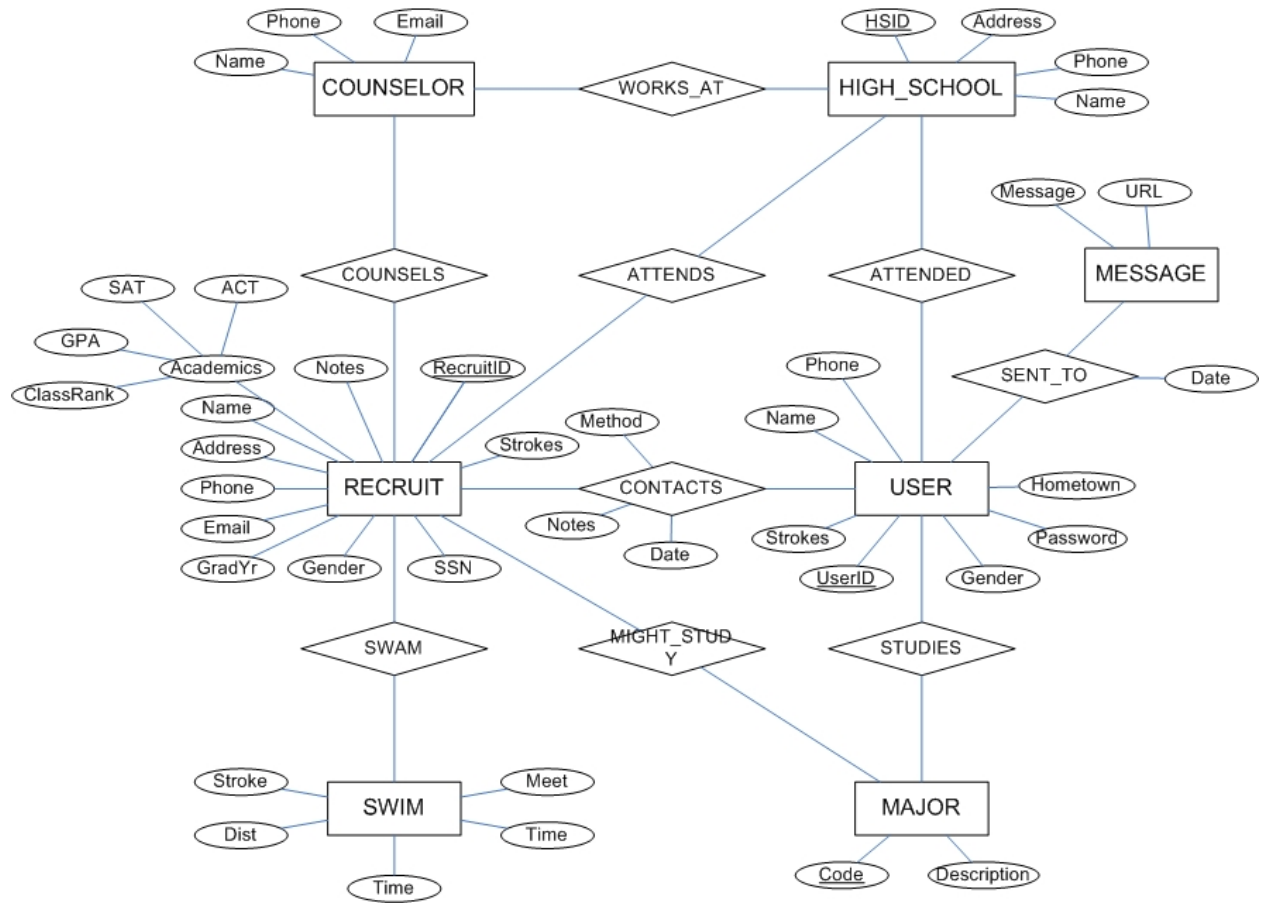 Phone
Email
HSID
Address
Name
COUNSELOR
WORKS_AT
HIGH_SCHOOL
Phone
Name
Message
URL
COUNSELS
ATTENDS
ATTENDED
MESSAGE
SAT
ACT
GPA
Academics
Notes
RecruitID
Phone
SENT_TO
Date
ClassRank
Name
Method
Name
Address
Strokes
Phone
RECRUIT
CONTACTS
USER
Hometown
Email
Notes
Strokes
Password
GradYr
Gender
SSN
Date
UserID
Gender
SWAM
MIGHT_STUD
Y
STUDIES
Stroke
Meet
SWIM
MAJOR
Dist
Time
Time
Code
Description